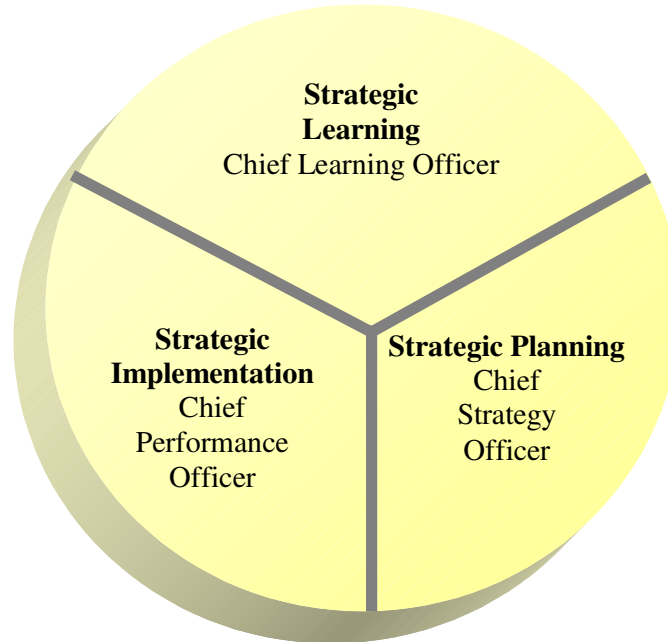 Strategic
Learning
Chief Learning Officer
Strategic
Implementation
Chief
Performance
Officer
Strategic Planning
Chief
Strategy
Officer